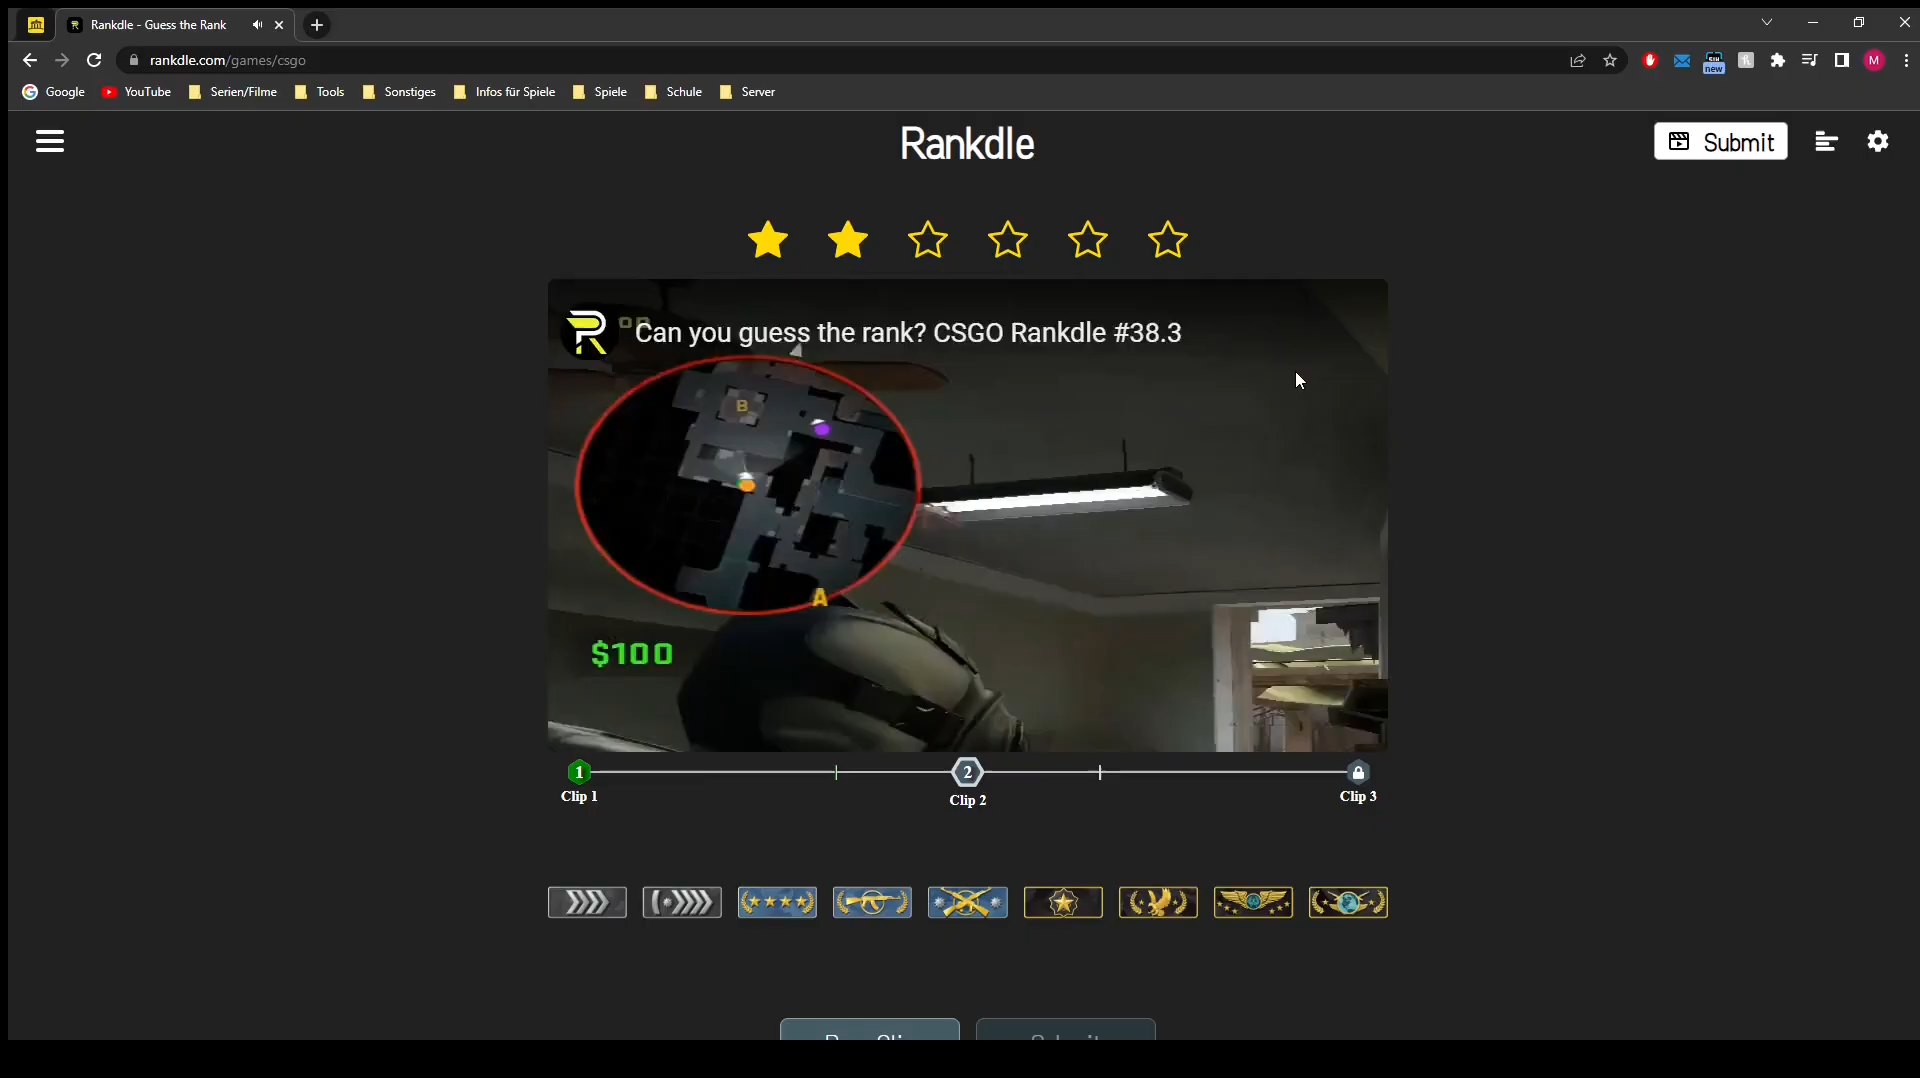 Rankdle - Guess the Rank
rankdle.com/games/csgo
new
M
Google YouTube Serien/Filme Tools Sonstiges Infos für Spiele Spiele Schule Server
Rankdle
Submit
Can you guess the rank? CSGO Rankdle #38.3
B
A
$100
1 2
Clip 1 Clip 2 Clip 3